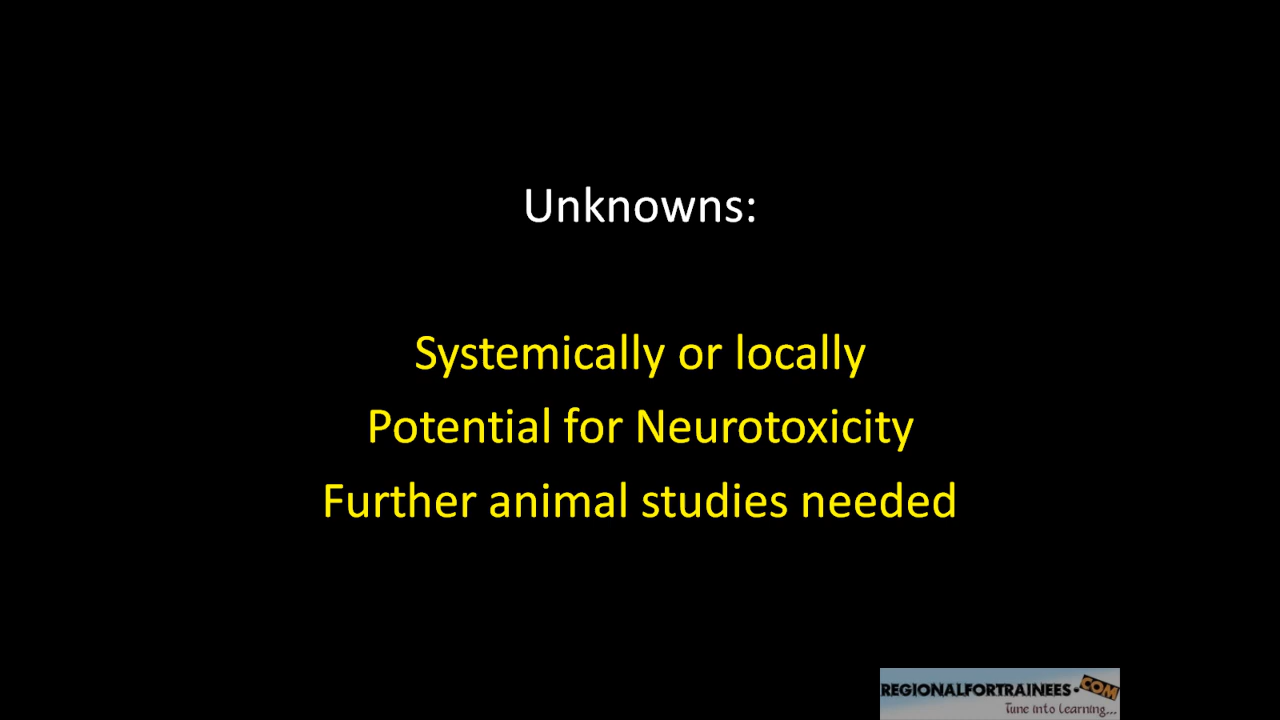 Unknowns:
Systemically or locally
Potential for Neurotoxicity
Further animal studies needed
REGIONALFORTRAINEES.COM
Tune into Learning...